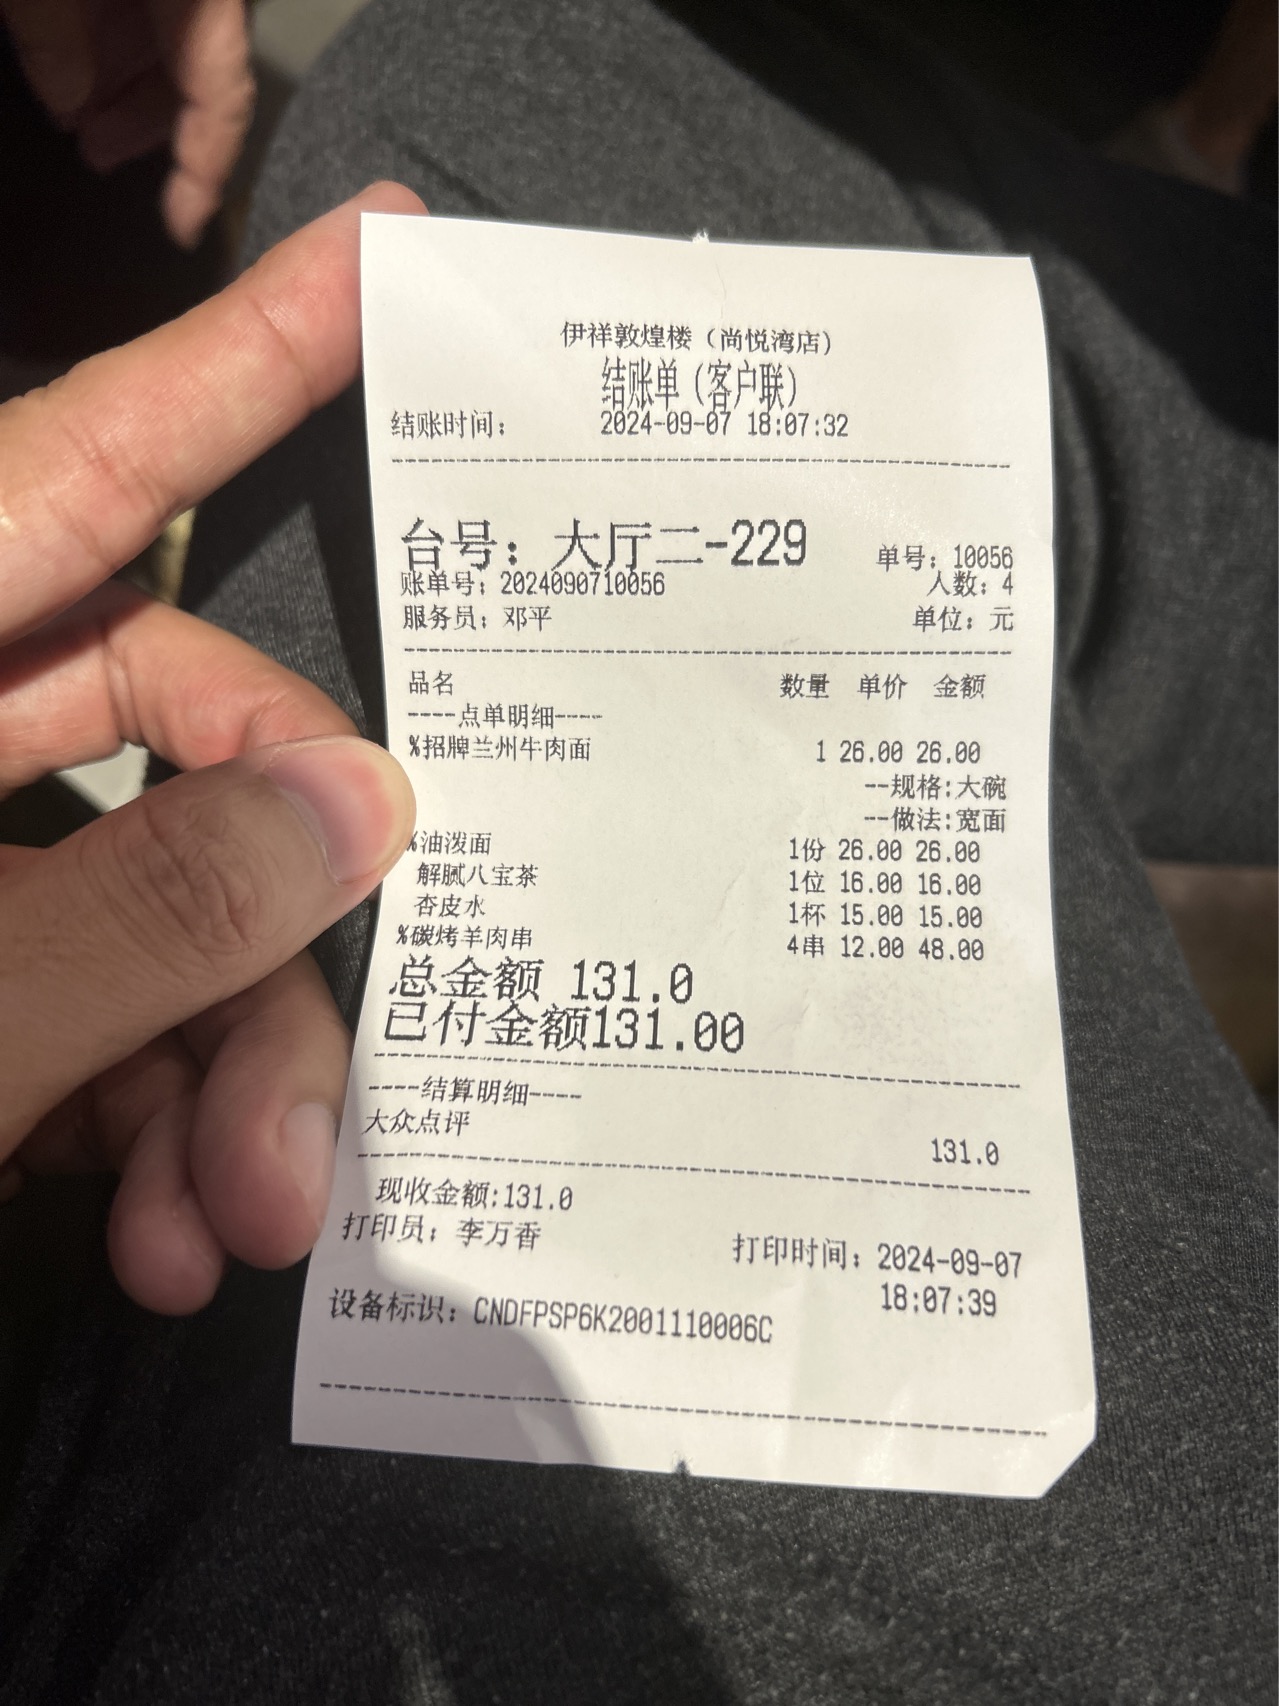 伊祥敦煌楼（尚悦湾店）
结账单（客户联）
结账时间： 2024-09-07 18:07:32
台号：大厅二-229 单号：10056
账单号：2024090710056 人数：4
服务员：邓平 单位：元
品名 数量 单价 金额
----点单明细----
%招牌兰州牛肉面 1 26.00 26.00
--规格:大碗
--做法:宽面
%油泼面 1份 26.00 26.00
解腻八宝茶 1位 16.00 16.00
杏皮水 1杯 15.00 15.00
%碳烤羊肉串 4串 12.00 48.00
总金额 131.0
已付金额131.00
----结算明细----
大众点评 131.0
现收金额:131.0
打印员：李万香 打印时间：2024-09-07
18:07:39
设备标识：CNDFPSP6K2001110006C